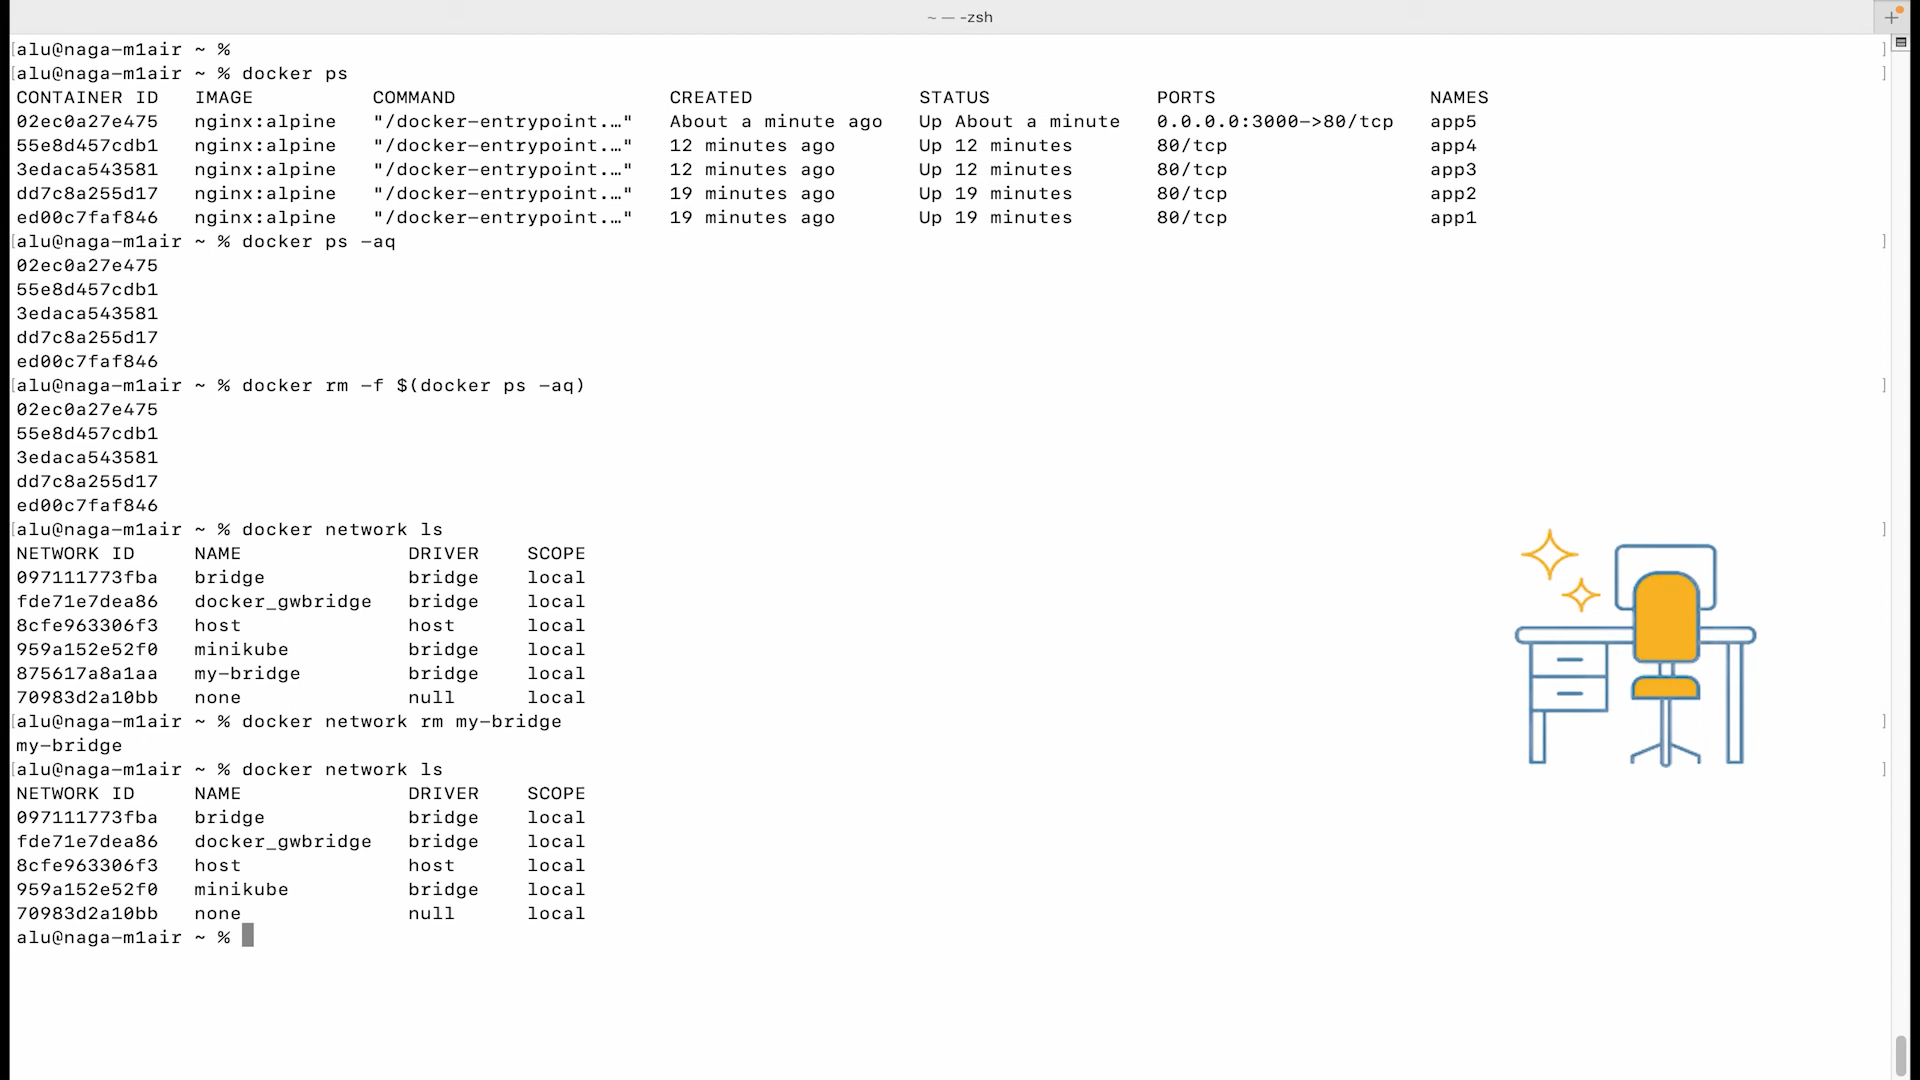 ~ — -zsh
alu@naga-m1air ~ %
alu@naga-m1air ~ % docker ps
CONTAINER ID   IMAGE          COMMAND                  CREATED              STATUS              PORTS                  NAMES
02ec0a27e475   nginx:alpine   "/docker-entrypoint.…"   About a minute ago   Up About a minute   0.0.0.0:3000->80/tcp   app5
55e8d457cdb1   nginx:alpine   "/docker-entrypoint.…"   12 minutes ago       Up 12 minutes       80/tcp                 app4
3edaca543581   nginx:alpine   "/docker-entrypoint.…"   12 minutes ago       Up 12 minutes       80/tcp                 app3
dd7c8a255d17   nginx:alpine   "/docker-entrypoint.…"   19 minutes ago       Up 19 minutes       80/tcp                 app2
ed00c7faf846   nginx:alpine   "/docker-entrypoint.…"   19 minutes ago       Up 19 minutes       80/tcp                 app1
alu@naga-m1air ~ % docker ps -aq
02ec0a27e475
55e8d457cdb1
3edaca543581
dd7c8a255d17
ed00c7faf846
alu@naga-m1air ~ % docker rm -f $(docker ps -aq)
02ec0a27e475
55e8d457cdb1
3edaca543581
dd7c8a255d17
ed00c7faf846
alu@naga-m1air ~ % docker network ls
NETWORK ID     NAME              DRIVER    SCOPE
097111773fba   bridge            bridge    local
fde71e7dea86   docker_gwbridge   bridge    local
8cfe963306f3   host              host      local
959a152e52f0   minikube          bridge    local
875617a8a1aa   my-bridge         bridge    local
70983d2a10bb   none              null      local
alu@naga-m1air ~ % docker network rm my-bridge
my-bridge
alu@naga-m1air ~ % docker network ls
NETWORK ID     NAME              DRIVER    SCOPE
097111773fba   bridge            bridge    local
fde71e7dea86   docker_gwbridge   bridge    local
8cfe963306f3   host              host      local
959a152e52f0   minikube          bridge    local
70983d2a10bb   none              null      local
alu@naga-m1air ~ %